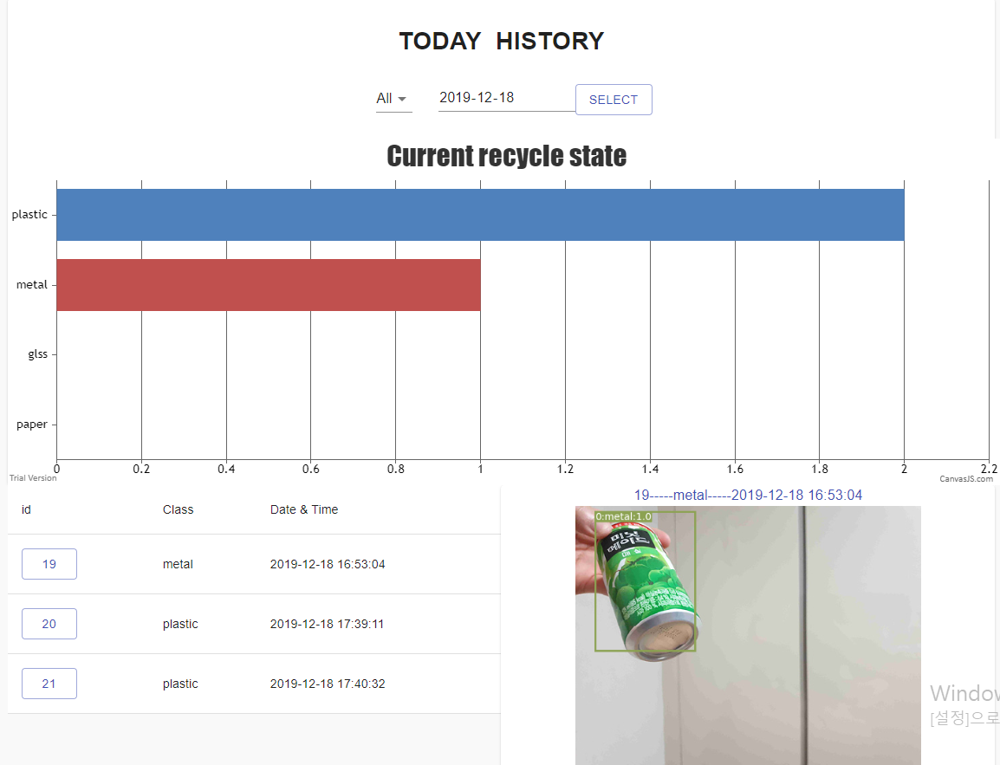 TODAY HISTORY
All 2019-12-18 SELECT
Current recycle state
plastic
metal
glss
paper
0 0.2 0.4 0.6 0.8 1 1.2 1.4 1.6 1.8 2 2.2
Trial Version CanvasJS.com
id Class Date & Time
19 metal 2019-12-18 16:53:04
20 plastic 2019-12-18 17:39:11
21 plastic 2019-12-18 17:40:32
19-----metal-----2019-12-18 16:53:04
0:metal:1.0
Window
[설정]으로